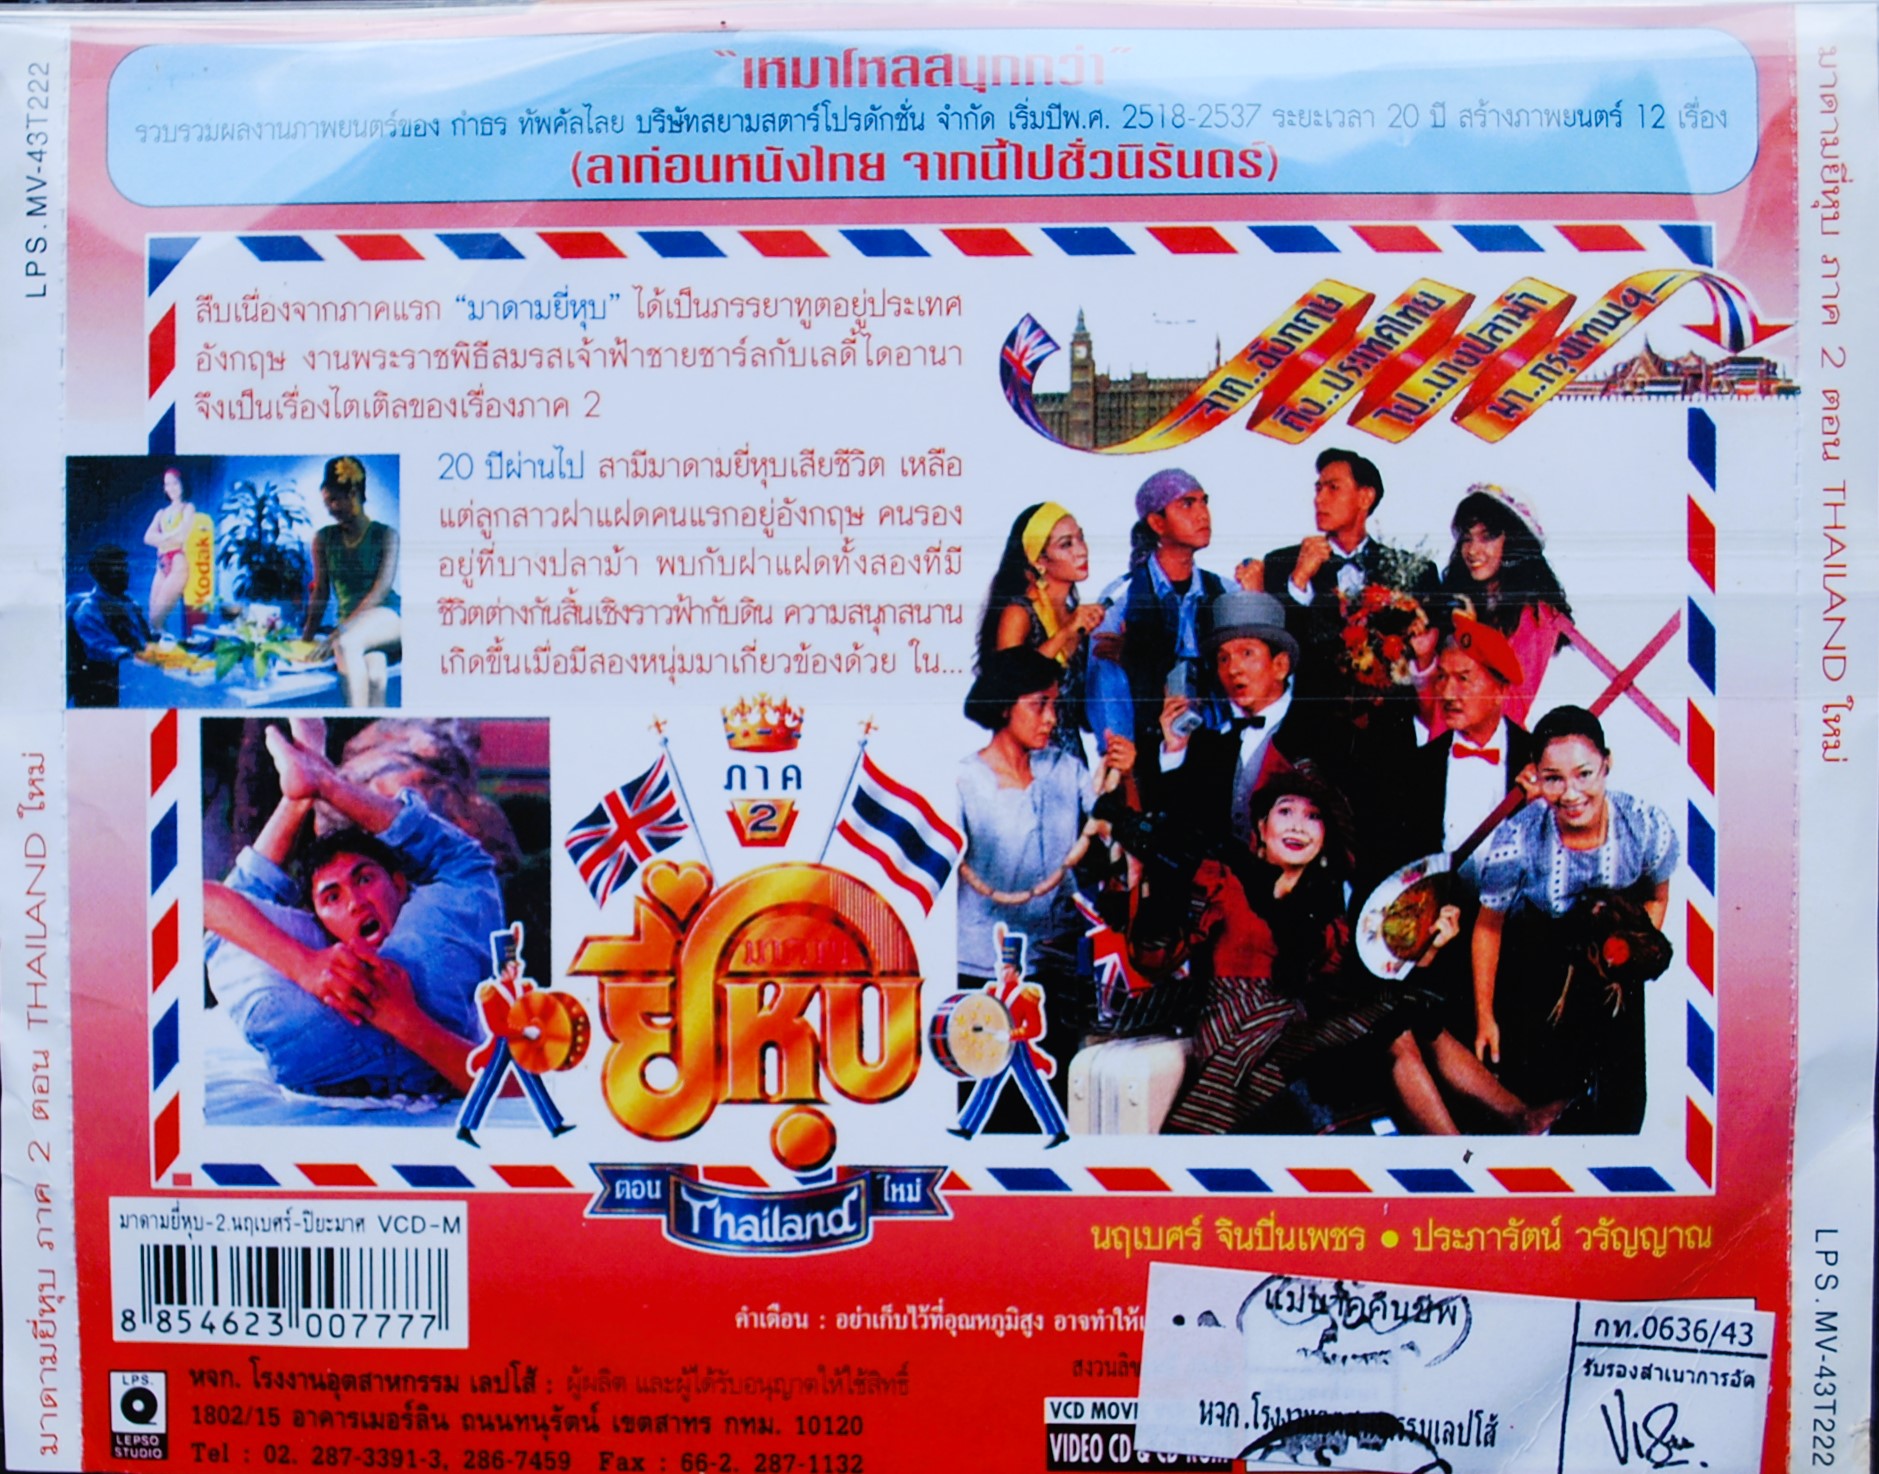 "เหมาโหลสนุกกว่า"
รวบรวมผลงานภาพยนตร์ของ กำธร ทัพคัลไลย บริษัทสยามสตาร์โปรดักชั่น จำกัด เริ่มปีพ.ศ. 2518-2537 ระยะเวลา 20 ปี สร้างภาพยนตร์ 12 เรื่อง
(ลาก่อนหนังไทย จากนี้ไปชั่วนิรันดร์)
LPS.MV-43T222
มาดามยี่หุบ ภาค 2 ตอน THAILAND ใหม่
สืบเนื่องจากภาคแรก "มาดามยี่หุบ" ได้เป็นภรรยาทูตอยู่ประเทศ
อังกฤษ งานพระราชพิธีสมรสเจ้าฟ้าชายชาร์ลกับเลดี้ไดอานา
จึงเป็นเรื่องไตเติลของเรื่องภาค 2
20 ปีผ่านไป สามีมาดามยี่หุบเสียชีวิต เหลือ
แต่ลูกสาวฝาแฝดคนแรกอยู่อังกฤษ คนรอง
อยู่ที่บางปลาม้า พบกับฝาแฝดทั้งสองที่มี
ชีวิตต่างกันสิ้นเชิงราวฟ้ากับดิน ความสนุกสนาน
เกิดขึ้นเมื่อมีสองหนุ่มมาเกี่ยวข้องด้วย ใน...
จาก...อังกฤษ
ถึง...ประเทศไทย
ไป...บางปลาม้า
มา...กรุงเทพฯ
Kodak
ภาค
2
มาดาม
ยี่หุบ
ตอน Thailand ใหม่
นฤเบศร์ จินปิ่นเพชร • ประภารัตน์ วรัญญาณ
มาดามยี่หุบ-2.นฤเบศร์-ปิยะมาศ VCD-M
8 854623 007777
คำเตือน : อย่าเก็บไว้ที่อุณหภูมิสูง อาจทำให้
สงวนลิข
LPS.
LEPSO
STUDIO
หจก. โรงงานอุตสาหกรรม เลปโส้ : ผู้ผลิต และผู้ได้รับอนุญาตให้ใช้สิทธิ์
1802/15 อาคารเมอร์ลิน ถนนทนุรัตน์ เขตสาทร กทม. 10120
Tel : 02. 287-3391-3, 286-7459 Fax : 66-2. 287-1132
VCD MOVI
VIDEO CD & CD-ROM
กท.0636/43
รับรองสำเนาการอัด
หจก.โรงงานอุตสาหกรรมเลปโส้
มาดามยี่หุบ ภาค 2 ตอน THAILAND ใหม่
LPS.MV-43T222